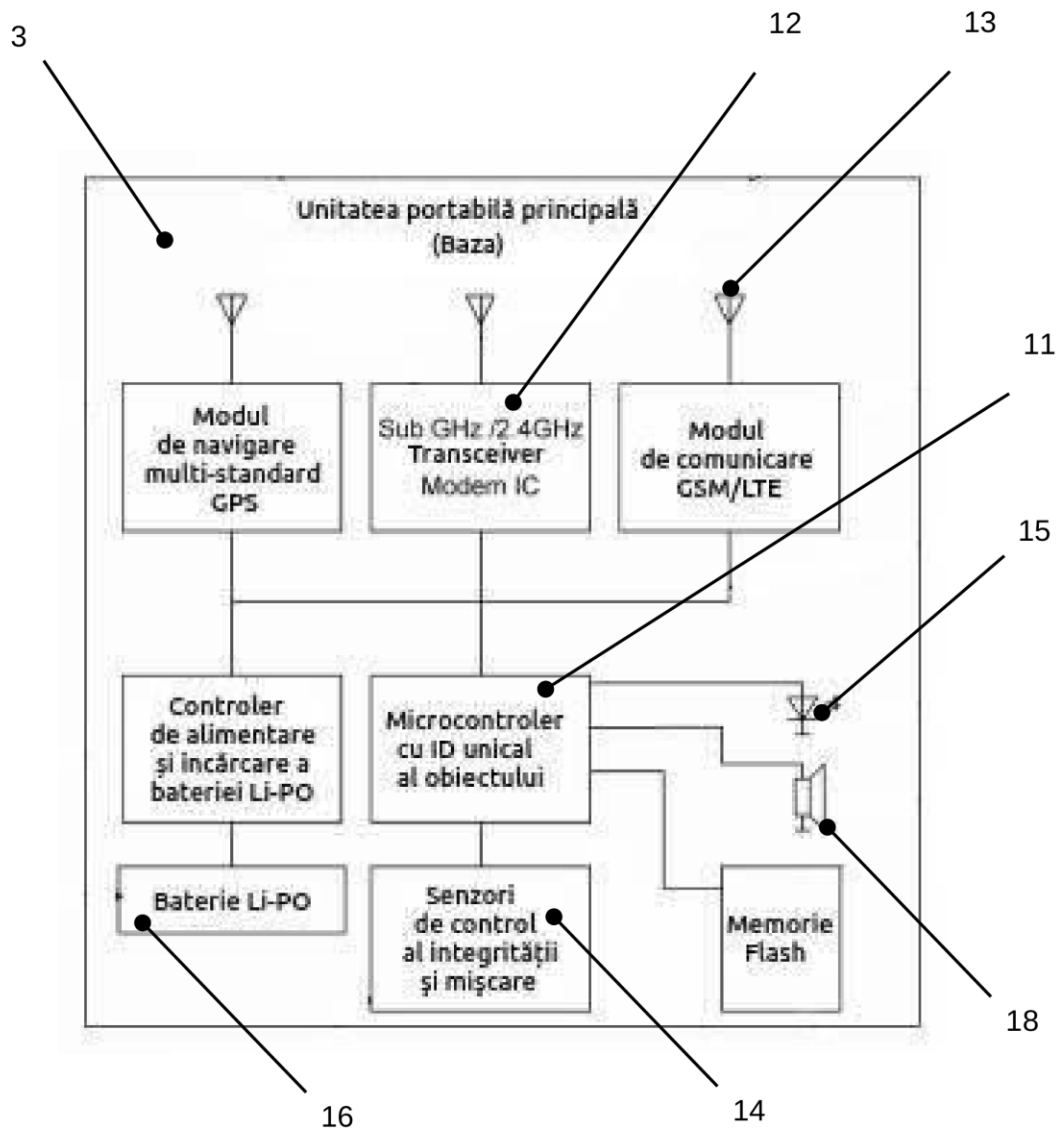 3
12
13
Unitatea portabilă principală
(Baza)
11
Modul
de navigare
multi-standard
GPS
Sub GHz /2.4GHz
Transceiver
Modem IC
Modul
de comunicare
GSM/LTE
15
Controler
de alimentare
și incărcare a
bateriei Li-PO
Microcontroler
cu ID unical
al obiectului
Baterie Li-PO
Senzori
de control
al integrității
și mișcare
Memorie
Flash
18
16
14